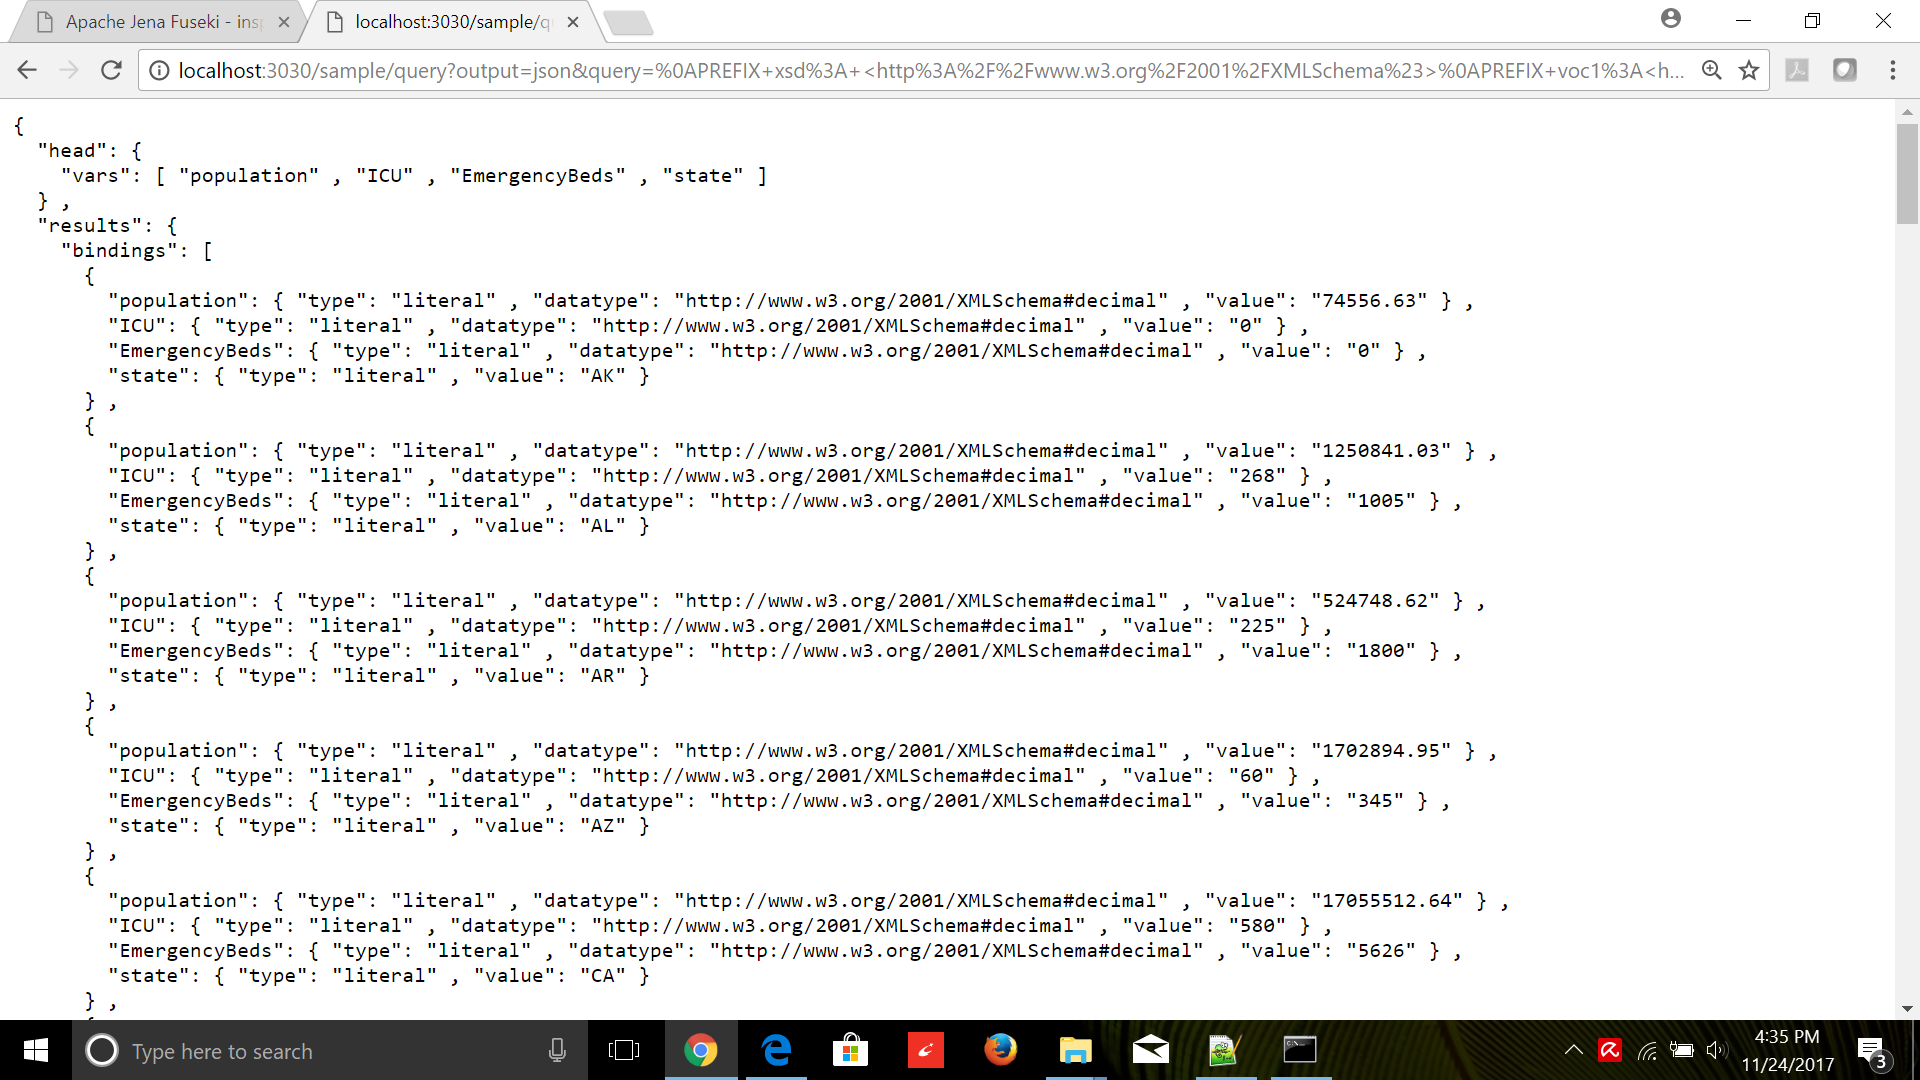 Apache Jena Fuseki - insp
localhost:3030/sample/q
localhost:3030/sample/query?output=json&query=%0APREFIX+xsd%3A+<http%3A%2F%2Fwww.w3.org%2F2001%2FXMLSchema%23>%0APREFIX+voc1%3A<h...
{
  "head": {
    "vars": [ "population" , "ICU" , "EmergencyBeds" , "state" ]
  } ,
  "results": {
    "bindings": [
      {
        "population": { "type": "literal" , "datatype": "http://www.w3.org/2001/XMLSchema#decimal" , "value": "74556.63" } ,
        "ICU": { "type": "literal" , "datatype": "http://www.w3.org/2001/XMLSchema#decimal" , "value": "0" } ,
        "EmergencyBeds": { "type": "literal" , "datatype": "http://www.w3.org/2001/XMLSchema#decimal" , "value": "0" } ,
        "state": { "type": "literal" , "value": "AK" }
      } ,
      {
        "population": { "type": "literal" , "datatype": "http://www.w3.org/2001/XMLSchema#decimal" , "value": "1250841.03" } ,
        "ICU": { "type": "literal" , "datatype": "http://www.w3.org/2001/XMLSchema#decimal" , "value": "268" } ,
        "EmergencyBeds": { "type": "literal" , "datatype": "http://www.w3.org/2001/XMLSchema#decimal" , "value": "1005" } ,
        "state": { "type": "literal" , "value": "AL" }
      } ,
      {
        "population": { "type": "literal" , "datatype": "http://www.w3.org/2001/XMLSchema#decimal" , "value": "524748.62" } ,
        "ICU": { "type": "literal" , "datatype": "http://www.w3.org/2001/XMLSchema#decimal" , "value": "225" } ,
        "EmergencyBeds": { "type": "literal" , "datatype": "http://www.w3.org/2001/XMLSchema#decimal" , "value": "1800" } ,
        "state": { "type": "literal" , "value": "AR" }
      } ,
      {
        "population": { "type": "literal" , "datatype": "http://www.w3.org/2001/XMLSchema#decimal" , "value": "1702894.95" } ,
        "ICU": { "type": "literal" , "datatype": "http://www.w3.org/2001/XMLSchema#decimal" , "value": "60" } ,
        "EmergencyBeds": { "type": "literal" , "datatype": "http://www.w3.org/2001/XMLSchema#decimal" , "value": "345" } ,
        "state": { "type": "literal" , "value": "AZ" }
      } ,
      {
        "population": { "type": "literal" , "datatype": "http://www.w3.org/2001/XMLSchema#decimal" , "value": "17055512.64" } ,
        "ICU": { "type": "literal" , "datatype": "http://www.w3.org/2001/XMLSchema#decimal" , "value": "580" } ,
        "EmergencyBeds": { "type": "literal" , "datatype": "http://www.w3.org/2001/XMLSchema#decimal" , "value": "5626" } ,
        "state": { "type": "literal" , "value": "CA" }
      } ,
Type here to search
4:35 PM
11/24/2017
3